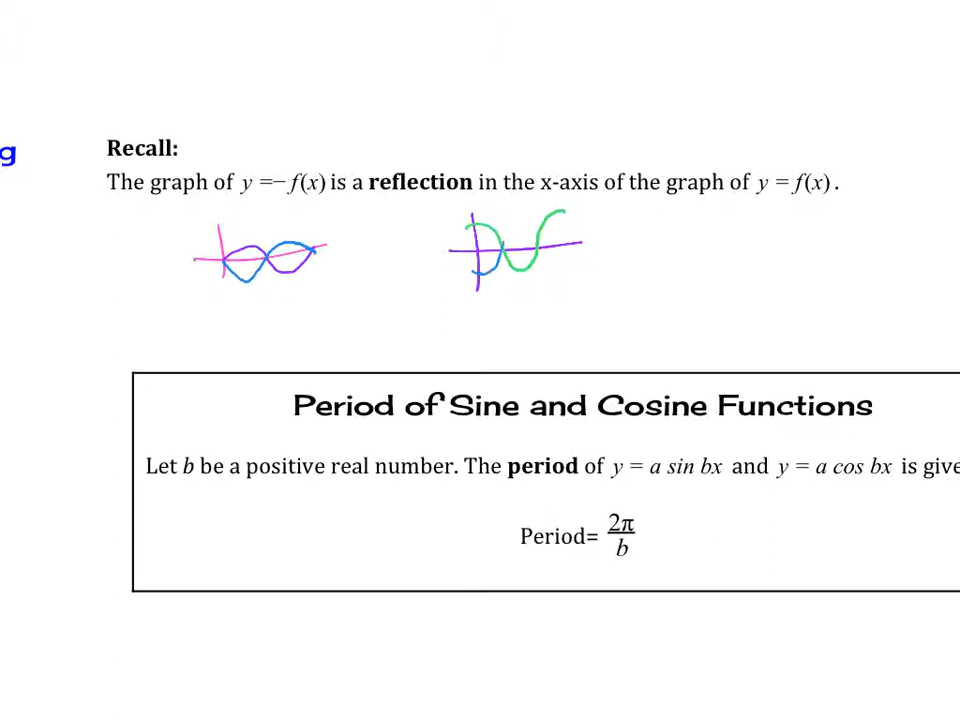 g
Recall:
The graph of y =− f(x) is a reflection in the x-axis of the graph of y = f(x) .
Period of Sine and Cosine Functions
Let b be a positive real number. The period of y = a sin bx and y = a cos bx is give
Period= 2π/b